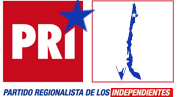 PRI
PARTIDO REGIONALISTA DE LOS INDEPENDIENTES